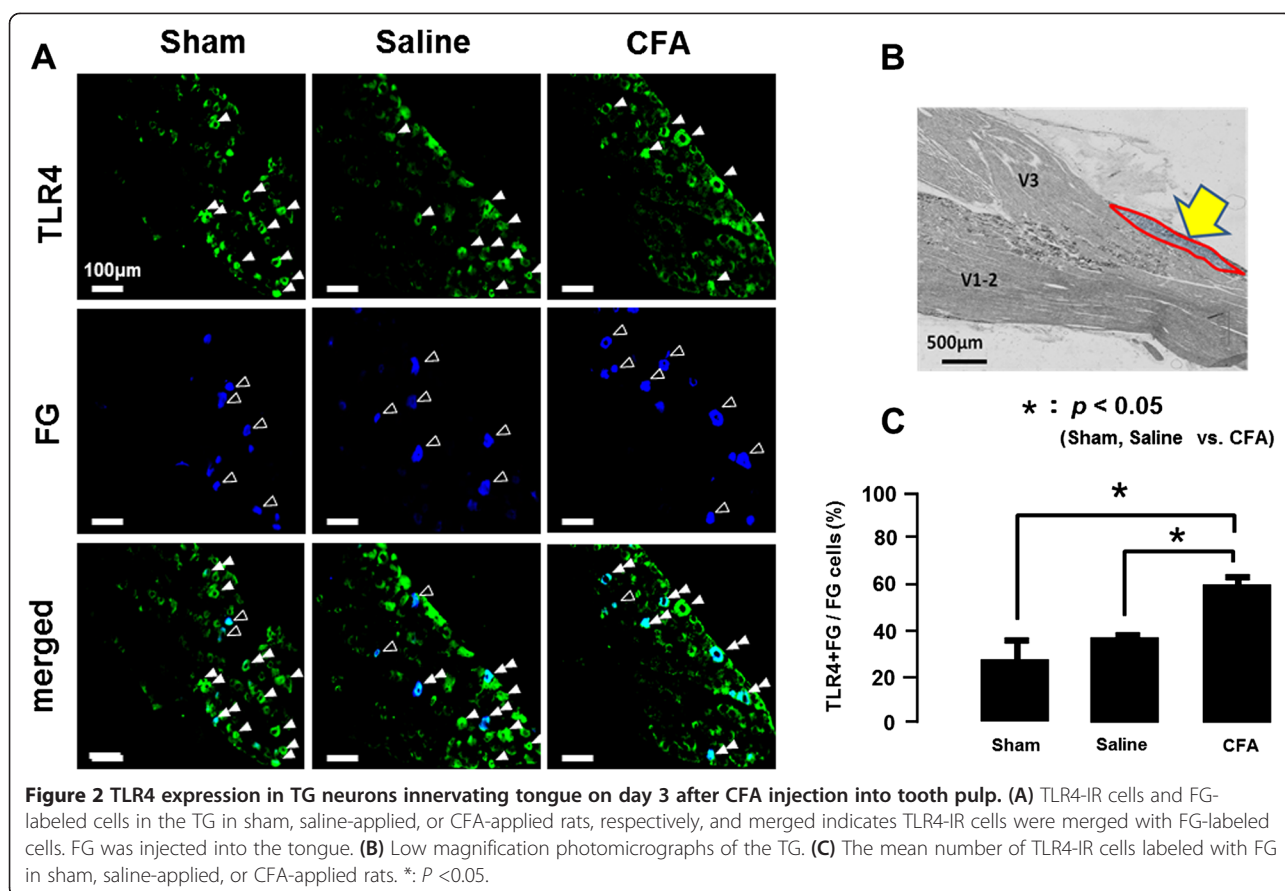 Sham Saline CFA
A
TLR4
100µm
FG
merged
B
V3
V1-2
500µm
* : p < 0.05
(Sham, Saline vs. CFA)
C
TLR4+FG / FG cells (%)
100
80
60
40
20
0
*
*
Sham Saline CFA
Figure 2 TLR4 expression in TG neurons innervating tongue on day 3 after CFA injection into tooth pulp. (A) TLR4-IR cells and FG-
labeled cells in the TG in sham, saline-applied, or CFA-applied rats, respectively, and merged indicates TLR4-IR cells were merged with FG-labeled
cells. FG was injected into the tongue. (B) Low magnification photomicrographs of the TG. (C) The mean number of TLR4-IR cells labeled with FG
in sham, saline-applied, or CFA-applied rats. *: P <0.05.